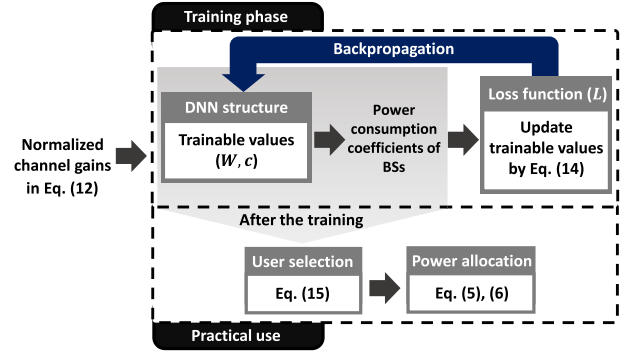 Training phase
Backpropagation
DNN structure
Trainable values
(W, c)
Power
consumption
coefficients of
BSs
Loss function (L)
Update
trainable values
by Eq. (14)
Normalized
channel gains
in Eq. (12)
After the training
User selection
Eq. (15)
Power allocation
Eq. (5), (6)
Practical use